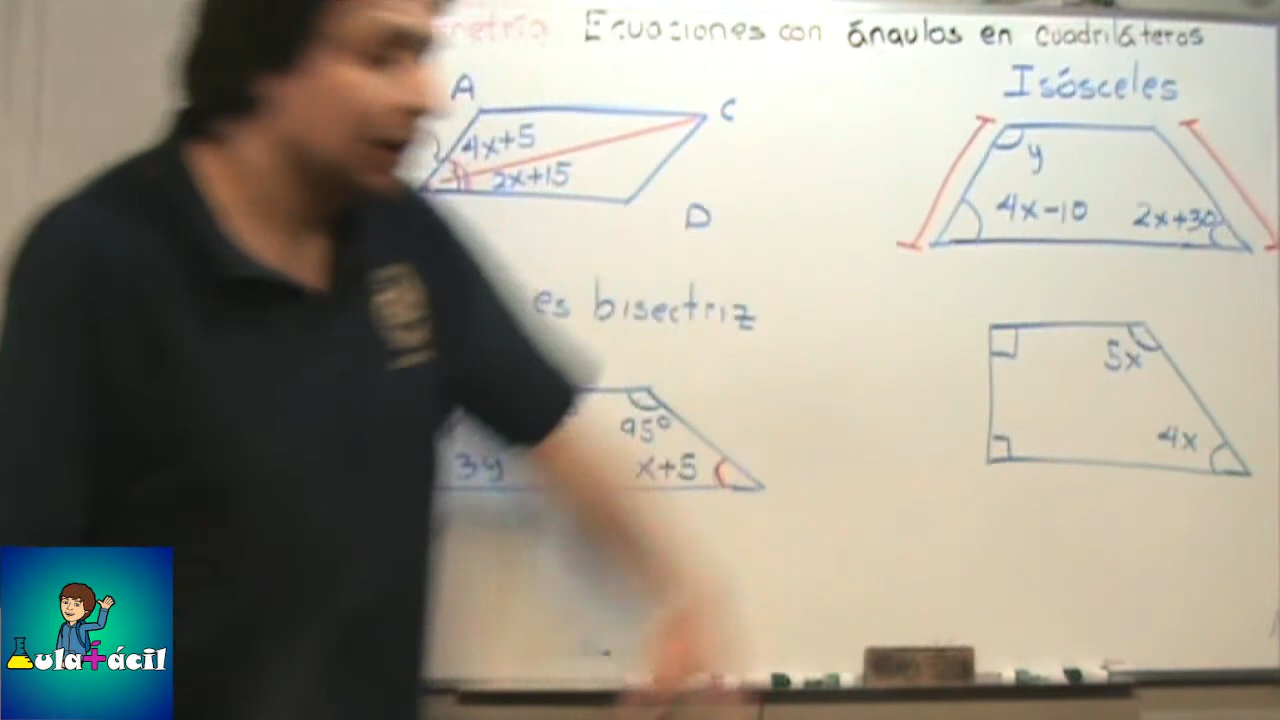 Ecuaciones con ángulos en cuadriláteros
Isósceles
A
C
4x+5
2x+15
D
y
4x-10
2x+30
es bisectriz
5x
4x
95°
3y
x+5
Aula+ácil